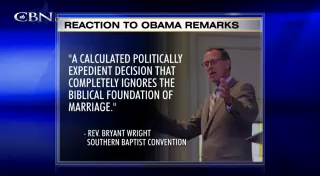 CBN
REACTION TO OBAMA REMARKS
"A CALCULATED POLITICALLY
EXPEDIENT DECISION THAT
COMPLETELY IGNORES THE
BIBLICAL FOUNDATION OF
MARRIAGE."
- REV. BRYANT WRIGHT
SOUTHERN BAPTIST CONVENTION